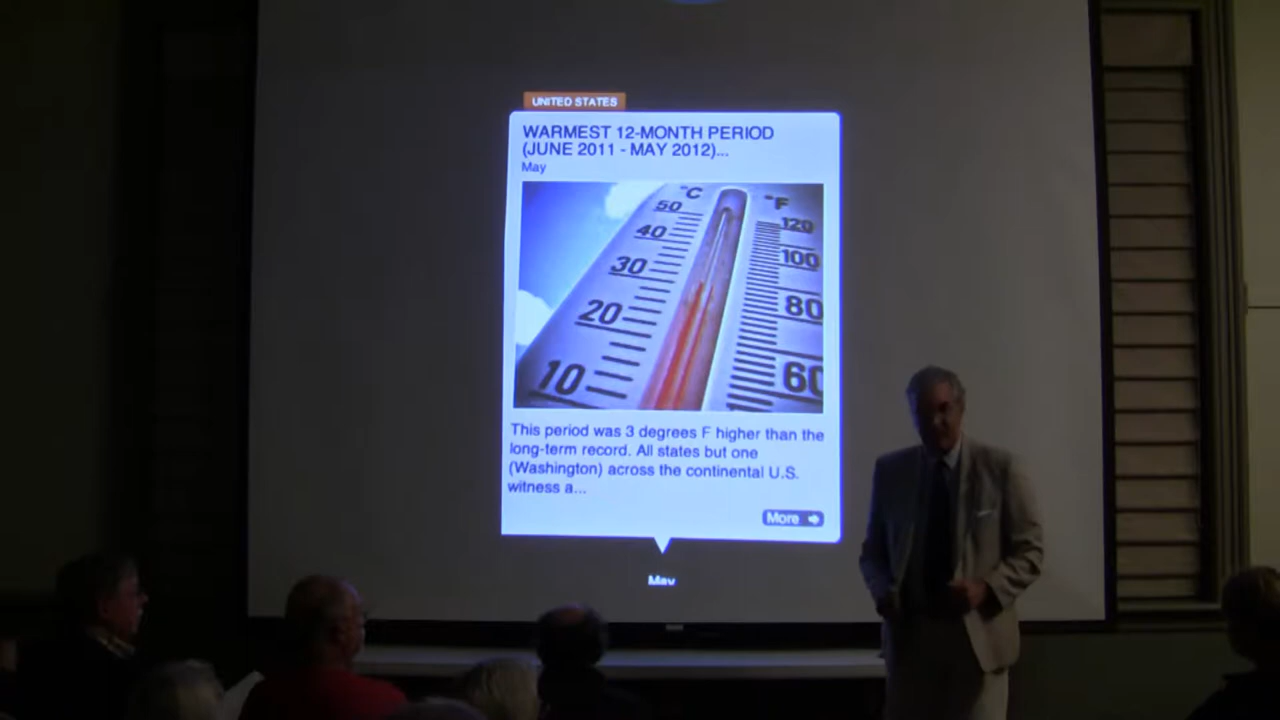 UNITED STATES
WARMEST 12-MONTH PERIOD
(JUNE 2011 - MAY 2012)...
May
°C
°F
50
120
40
100
30
80
20
60
10
This period was 3 degrees F higher than the
long-term record. All states but one
(Washington) across the continental U.S.
witness a...
More
May